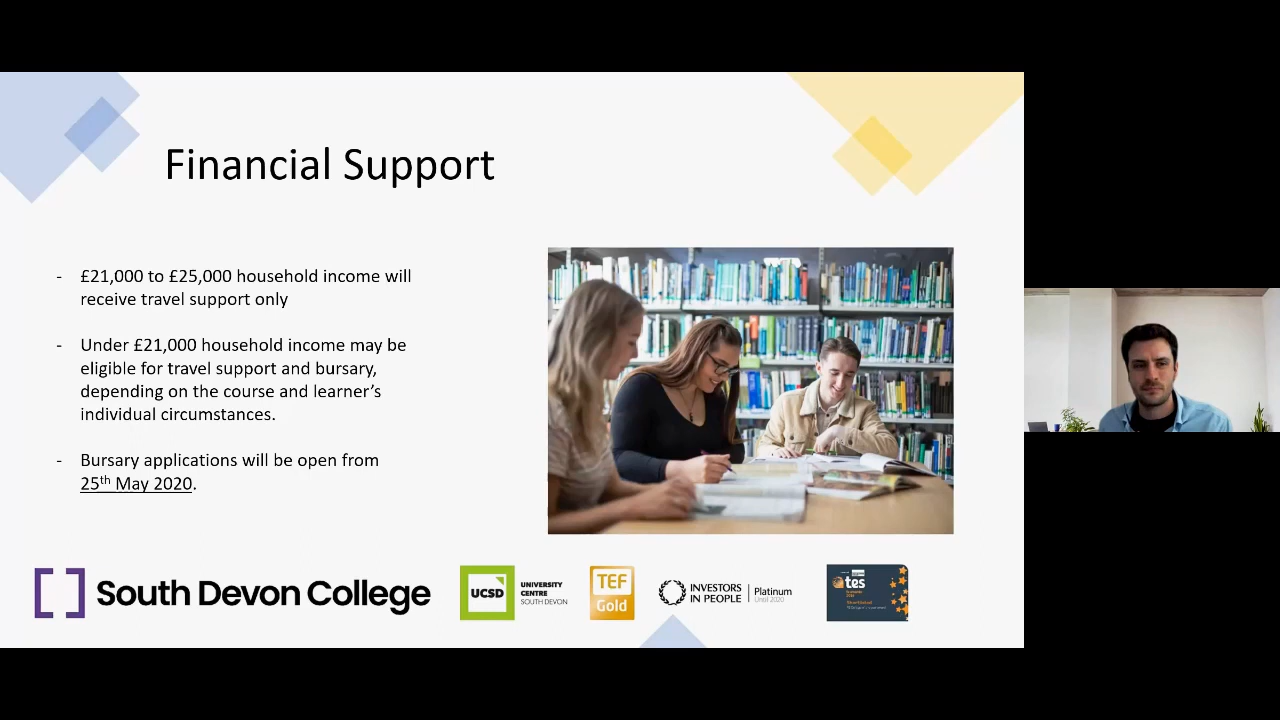 Financial Support
- £21,000 to £25,000 household income will
receive travel support only
- Under £21,000 household income may be
eligible for travel support and bursary,
depending on the course and learner’s
individual circumstances.
- Bursary applications will be open from
25th May 2020.
South Devon College
UCSD
UNIVERSITY
CENTRE
SOUTH DEVON
TEF
Gold
INVESTORS
IN PEOPLE
Platinum
Until 2020
tes